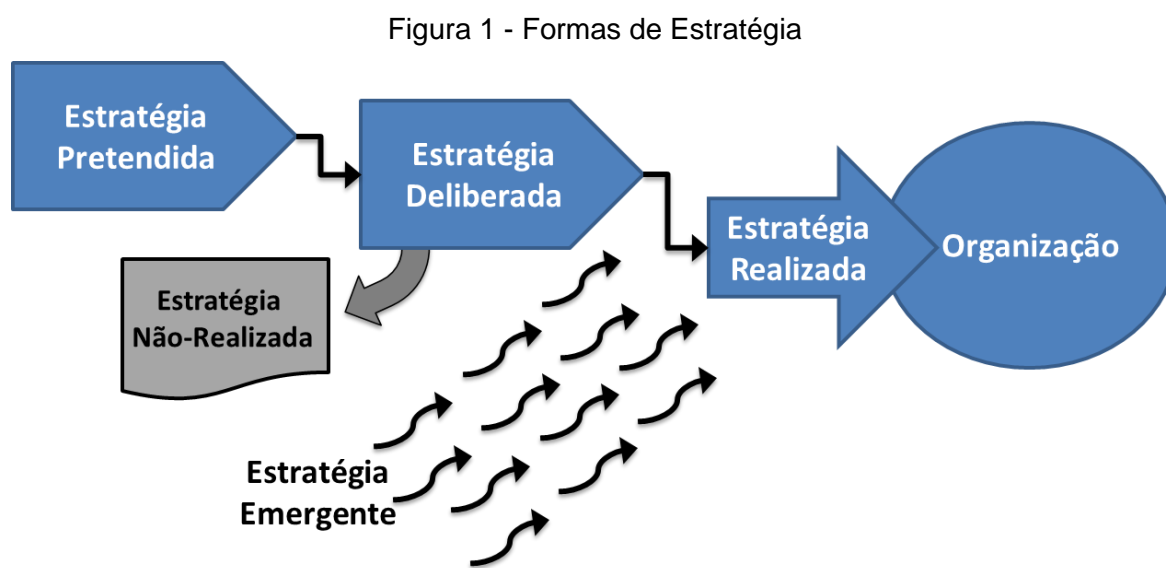 Figura 1 - Formas de Estratégia
Estratégia
Pretendida
Estratégia
Deliberada
Estratégia
Realizada
Organização
Estratégia
Não-Realizada
Estratégia
Emergente